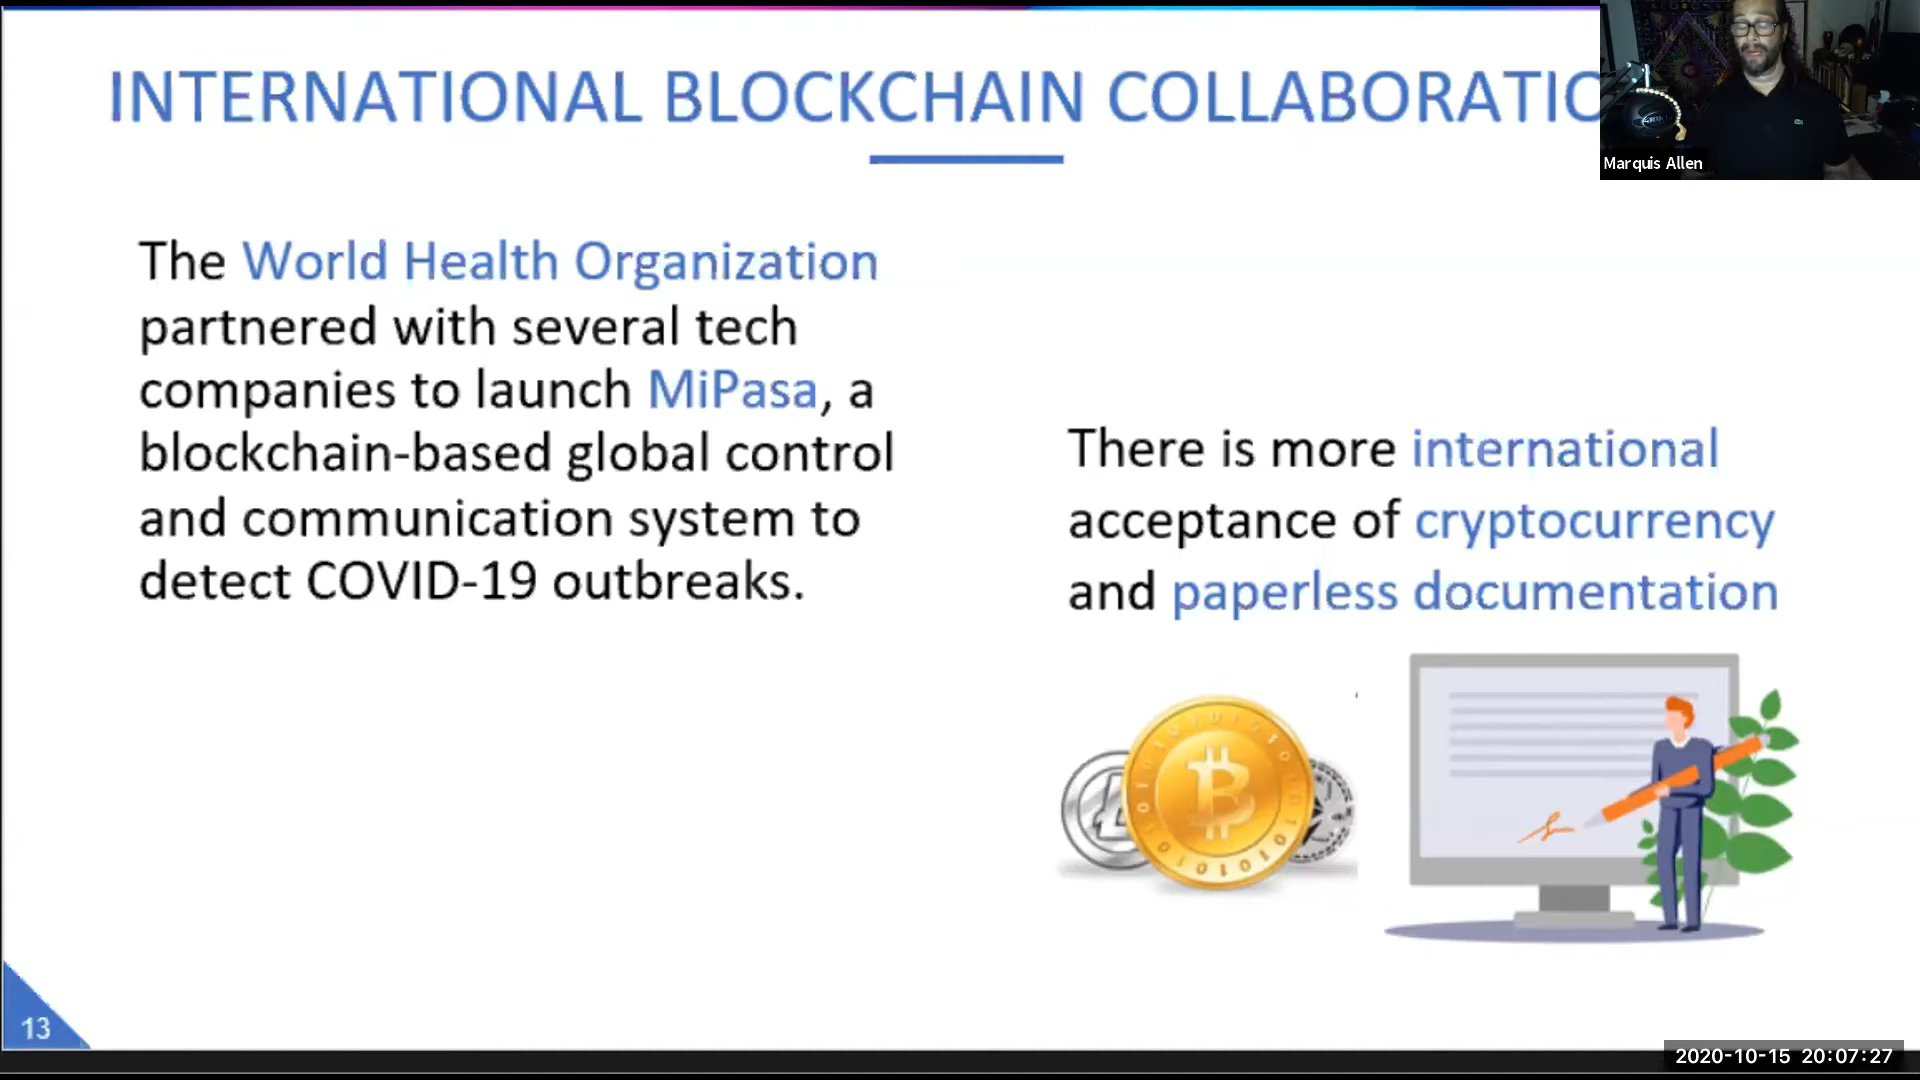 INTERNATIONAL BLOCKCHAIN COLLABORATIO
Marquis Allen
The World Health Organization
partnered with several tech
companies to launch MiPasa, a
blockchain-based global control
and communication system to
detect COVID-19 outbreaks.
There is more international
acceptance of cryptocurrency
and paperless documentation
13
2020-10-15 20:07:27